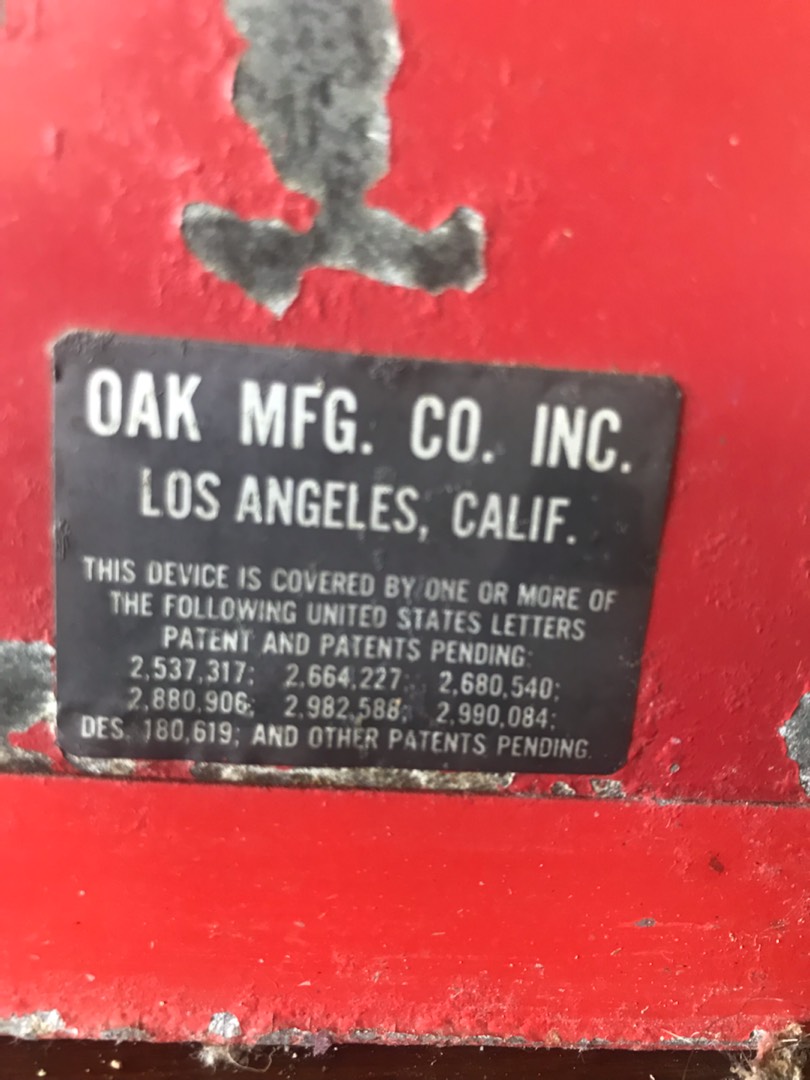 OAK MFG. CO. INC.
LOS ANGELES, CALIF.
THIS DEVICE IS COVERED BY ONE OR MORE OF
THE FOLLOWING UNITED STATES LETTERS
PATENT AND PATENTS PENDING:
2,537,317; 2,664,227; 2,680,540;
2,880,906; 2,982,588; 2,990,084;
DES. 180,619; AND OTHER PATENTS PENDING.